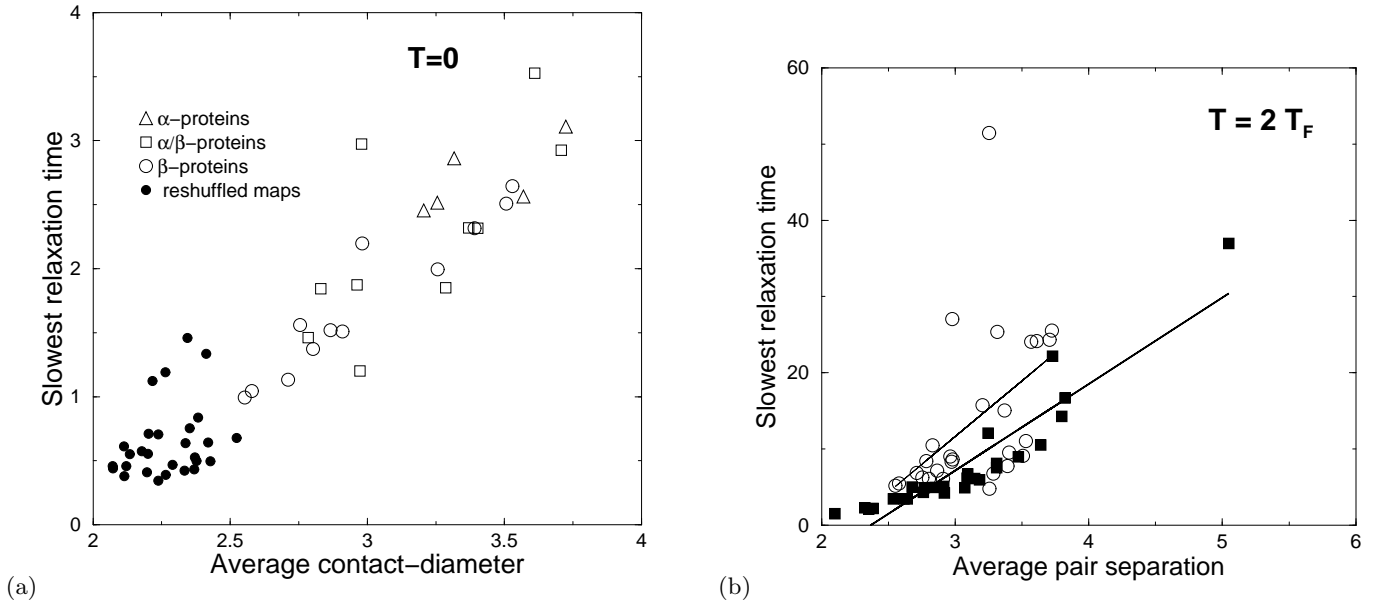 4
3
2
1
0
2
2.5
3
3.5
4
Slowest relaxation time
Average contact−diameter
T=0
α−proteins
α/β−proteins
β−proteins
reshuffled maps
(a)
60
40
20
0
2
3
4
5
6
Slowest relaxation time
Average pair separation
T = 2 T_F
(b)